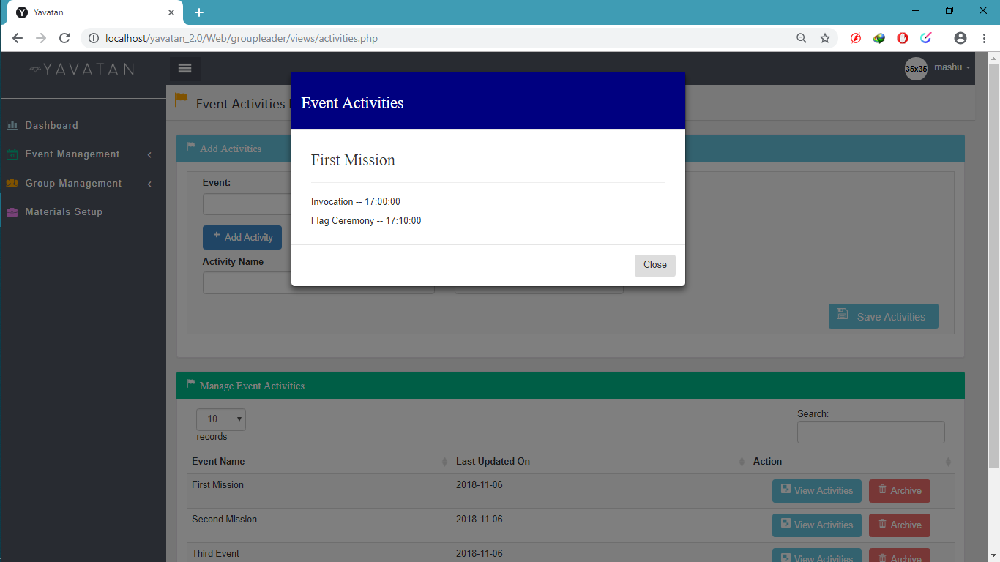 Yavatan
localhost/yavatan_2.0/Web/groupleader/views/activities.php
YAVATAN
35x35
mashu
Dashboard
Event Management
Group Management
Materials Setup
Event Activities
Event Activities
First Mission
Invocation -- 17:00:00
Flag Ceremony -- 17:10:00
Close
Add Activities
Event:
+ Add Activity
Activity Name
Save Activities
Manage Event Activities
10
records
Search:
Event Name Last Updated On Action
First Mission 2018-11-06 View Activities Archive
Second Mission 2018-11-06 View Activities Archive
Third Event 2018-11-06 View Activities Archive